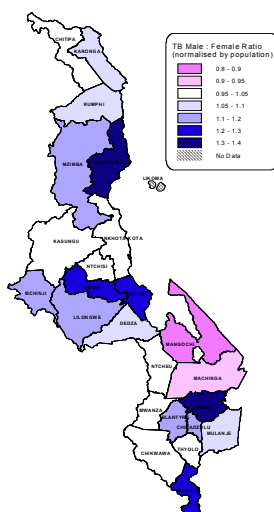 CHITIPA
KARONGA
RUMPHI
MZIMBA
LIKOMA
KASUNGU
NKHOTAKOTA
NTCHISI
MCHINJI
LILONGWE
DEDZA
MANGOCHI
NTCHEU
MACHINGA
MWANZA
BLANTYRE
CHIRADZULU
MULANJE
THYOLO
CHIKWAWA
TB Male : Female Ratio
(normalised by population)
0.8 - 0.9
0.9 - 0.95
0.95 - 1.05
1.05 - 1.1
1.1 - 1.2
1.2 - 1.3
1.3 - 1.4
No Data